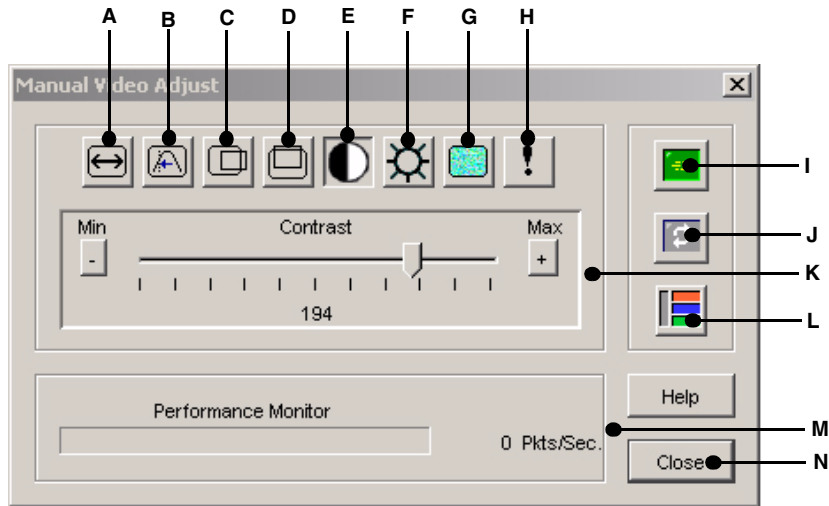 A B C D E F G H
Manual Video Adjust
I
J
Min Contrast Max
- +
K
194
L
Help
Performance Monitor
M
0 Pkts/Sec.
Close
N